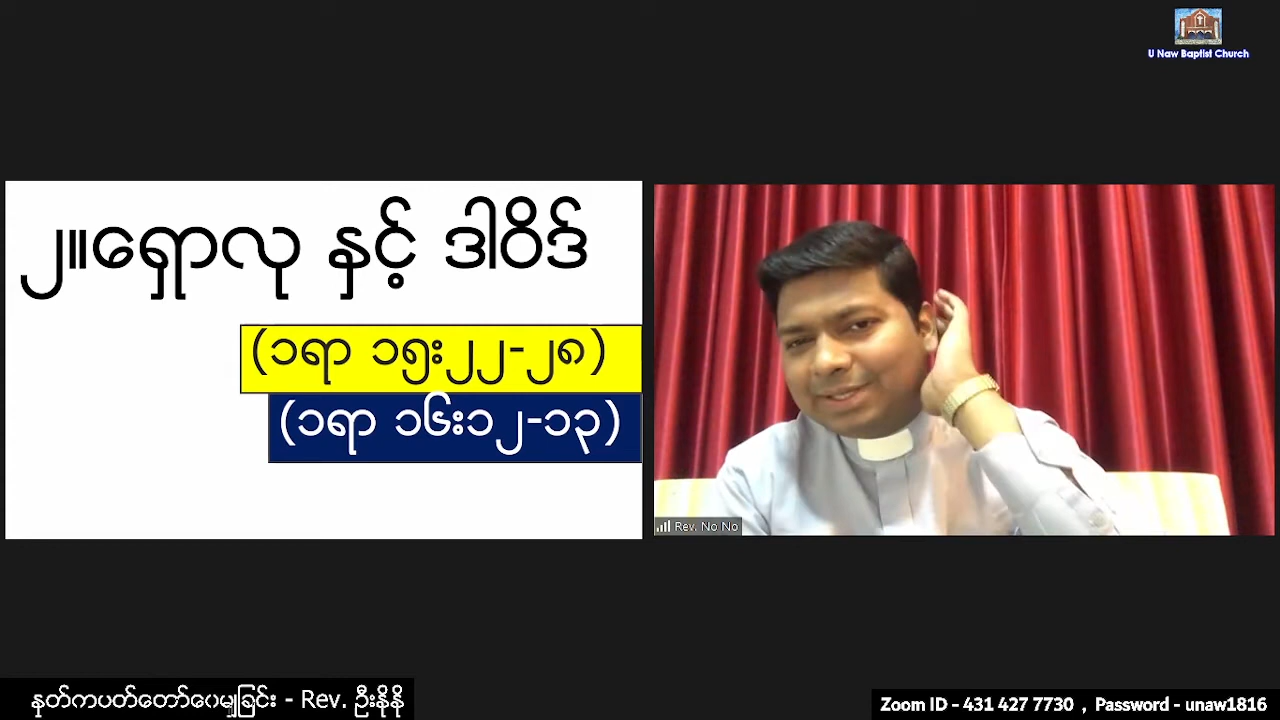 U Naw Baptist Church
၂။ရှောလု နှင့် ဒါဝိဒ်
(၁ရာ ၁၅း၂၂-၂၈)
(၁ရာ ၁၆း၁၂-၁၃)
Rev. No No
နှုတ်ကပတ်တော်ဝေမျှခြင်း - Rev. ဦးနိုနို
Zoom ID - 431 427 7730 , Password - unaw1816